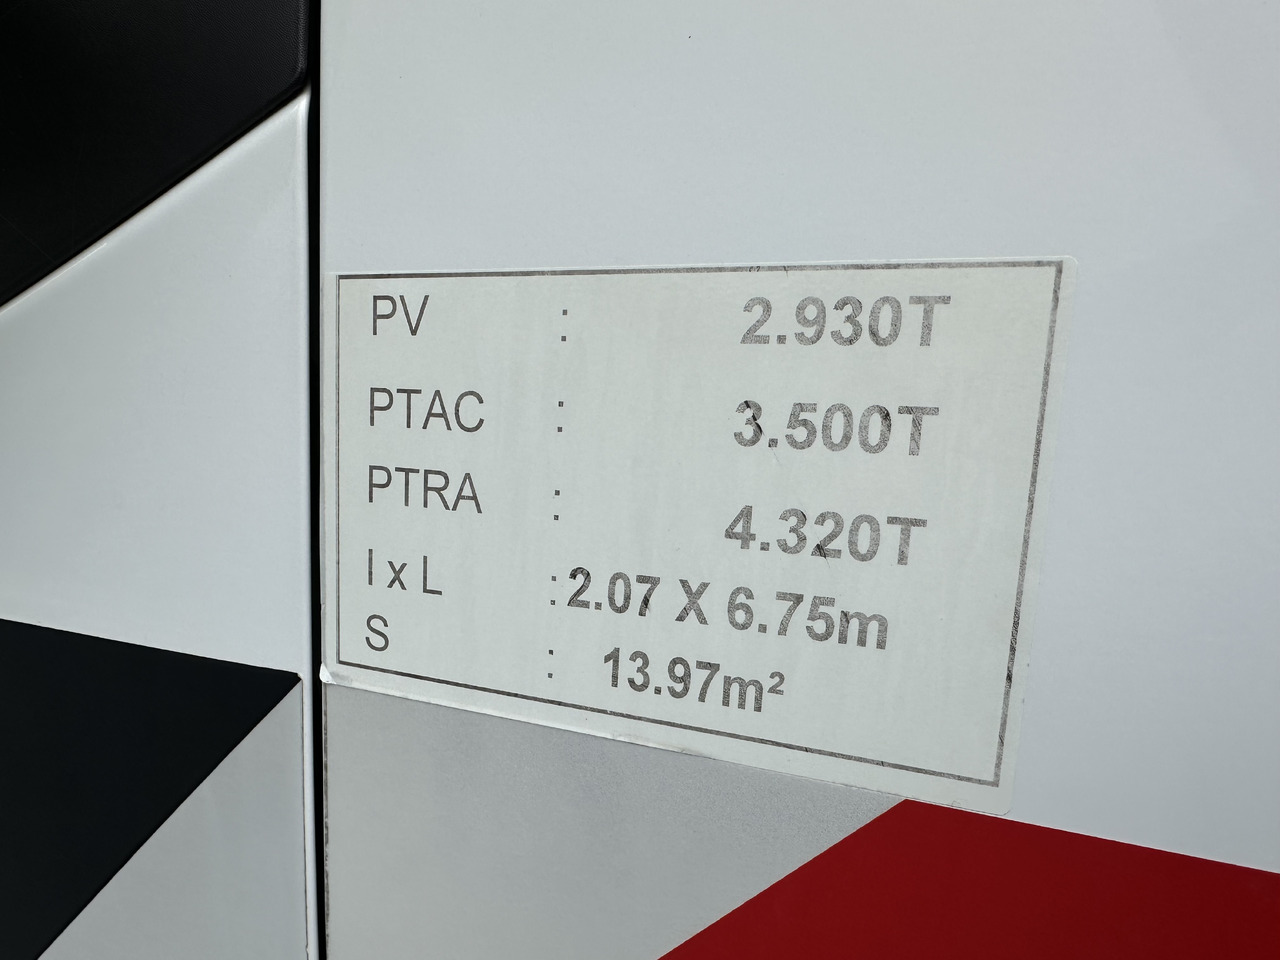 PV : 2.930T
PTAC : 3.500T
PTRA : 4.320T
l x L : 2.07 X 6.75m
S : 13.97m²